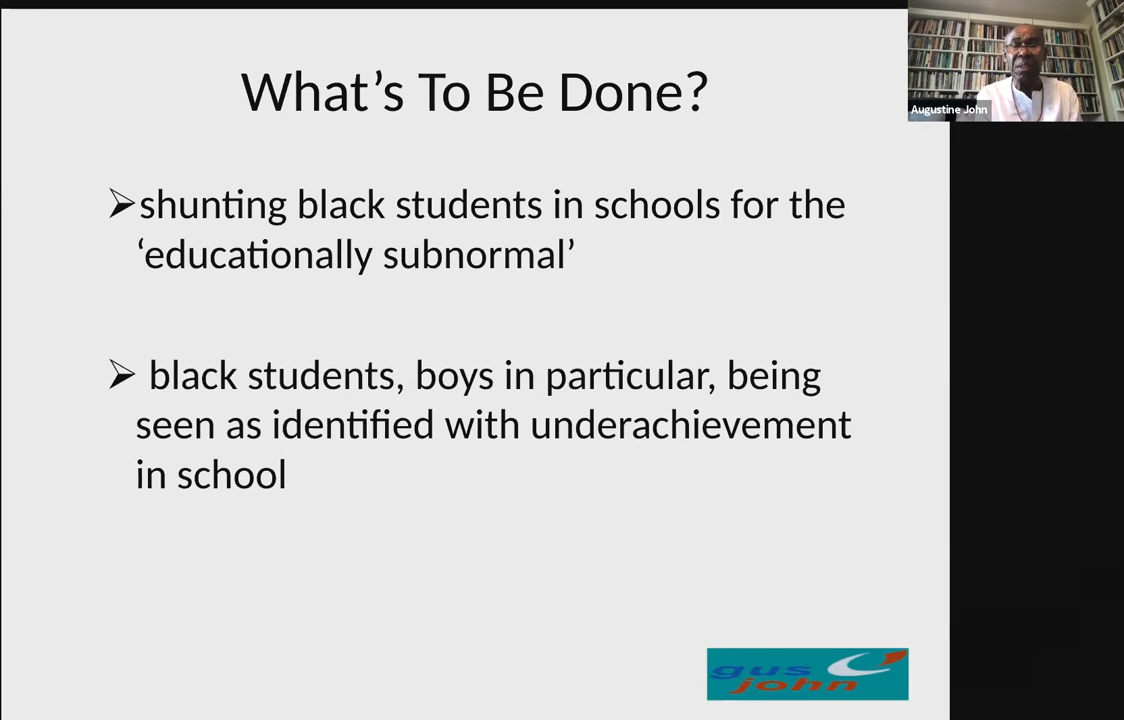 What’s To Be Done?
Augustine John
➢shunting black students in schools for the
‘educationally subnormal’
➢ black students, boys in particular, being
seen as identified with underachievement
in school
gus
john